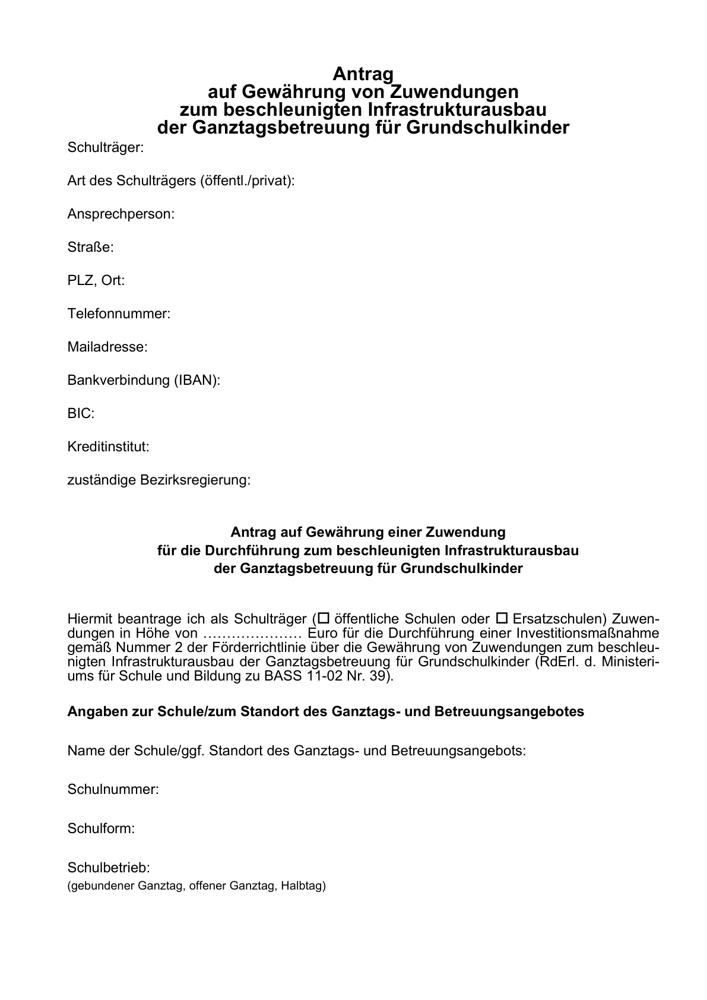 Antrag
auf Gewährung von Zuwendungen
zum beschleunigten Infrastrukturausbau
der Ganztagsbetreuung für Grundschulkinder
Schulträger:
Art des Schulträgers (öffentl./privat):
Ansprechperson:
Straße:
PLZ, Ort:
Telefonnummer:
Mailadresse:
Bankverbindung (IBAN):
BIC:
Kreditinstitut:
zuständige Bezirksregierung:
Antrag auf Gewährung einer Zuwendung
für die Durchführung zum beschleunigten Infrastrukturausbau
der Ganztagsbetreuung für Grundschulkinder
Hiermit beantrage ich als Schulträger (☐ öffentliche Schulen oder ☐ Ersatzschulen) Zuwen-
dungen in Höhe von ………………… Euro für die Durchführung einer Investitionsmaßnahme
gemäß Nummer 2 der Förderrichtlinie über die Gewährung von Zuwendungen zum beschleu-
nigten Infrastrukturausbau der Ganztagsbetreuung für Grundschulkinder (RdErl. d. Ministeri-
ums für Schule und Bildung zu BASS 11-02 Nr. 39).
Angaben zur Schule/zum Standort des Ganztags- und Betreuungsangebotes
Name der Schule/ggf. Standort des Ganztags- und Betreuungsangebots:
Schulnummer:
Schulform:
Schulbetrieb:
(gebundener Ganztag, offener Ganztag, Halbtag)